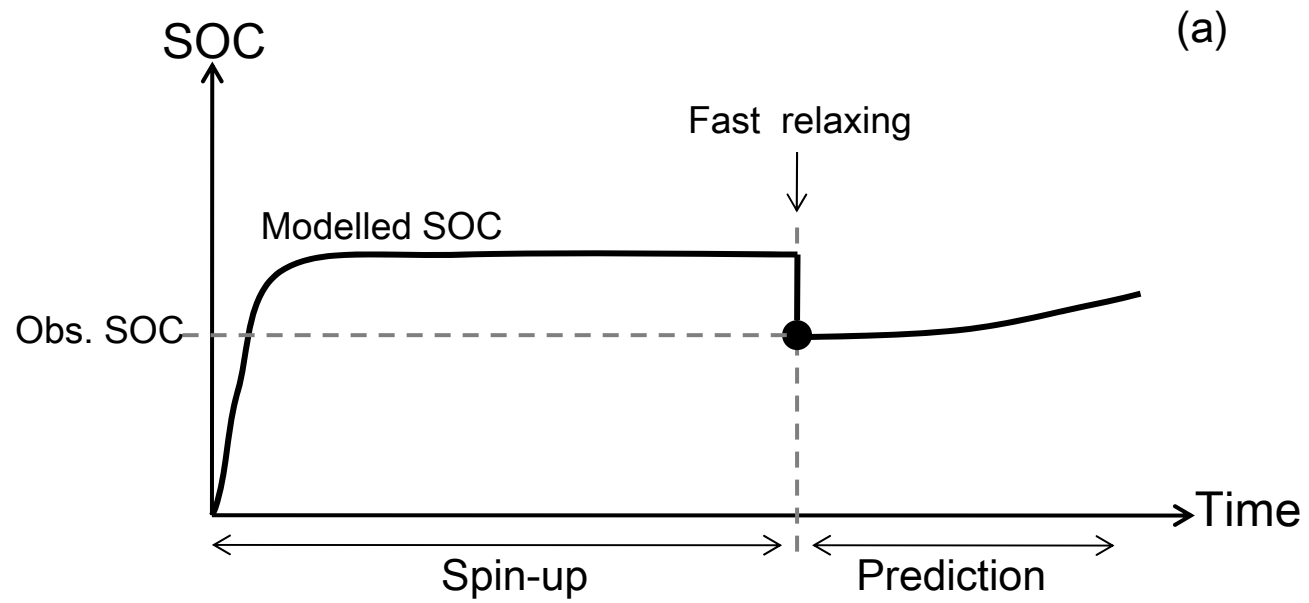 (a)
SOC
Fast relaxing
Modelled SOC
Obs. SOC
Time
Spin-up
Prediction